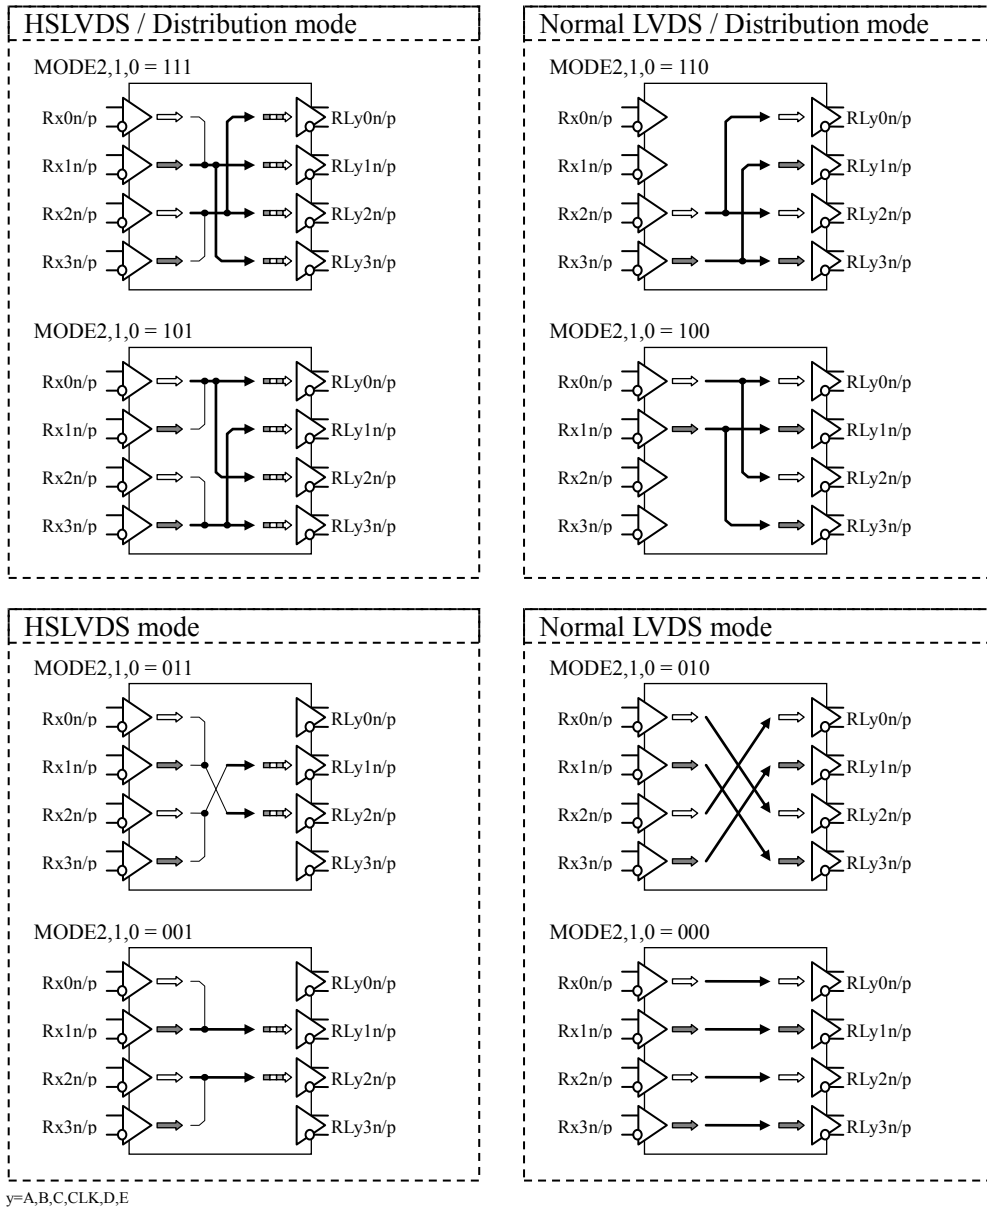 HSLVDS / Distribution mode
MODE2,1,0 = 111
Rx0n/p
Rx1n/p
Rx2n/p
Rx3n/p
RLy0n/p
RLy1n/p
RLy2n/p
RLy3n/p
MODE2,1,0 = 101
Rx0n/p
Rx1n/p
Rx2n/p
Rx3n/p
RLy0n/p
RLy1n/p
RLy2n/p
RLy3n/p
Normal LVDS / Distribution mode
MODE2,1,0 = 110
Rx0n/p
Rx1n/p
Rx2n/p
Rx3n/p
RLy0n/p
RLy1n/p
RLy2n/p
RLy3n/p
MODE2,1,0 = 100
Rx0n/p
Rx1n/p
Rx2n/p
Rx3n/p
RLy0n/p
RLy1n/p
RLy2n/p
RLy3n/p
HSLVDS mode
MODE2,1,0 = 011
Rx0n/p
Rx1n/p
Rx2n/p
Rx3n/p
RLy0n/p
RLy1n/p
RLy2n/p
RLy3n/p
MODE2,1,0 = 001
Rx0n/p
Rx1n/p
Rx2n/p
Rx3n/p
RLy0n/p
RLy1n/p
RLy2n/p
RLy3n/p
Normal LVDS mode
MODE2,1,0 = 010
Rx0n/p
Rx1n/p
Rx2n/p
Rx3n/p
RLy0n/p
RLy1n/p
RLy2n/p
RLy3n/p
MODE2,1,0 = 000
Rx0n/p
Rx1n/p
Rx2n/p
Rx3n/p
RLy0n/p
RLy1n/p
RLy2n/p
RLy3n/p
y=A,B,C,CLK,D,E